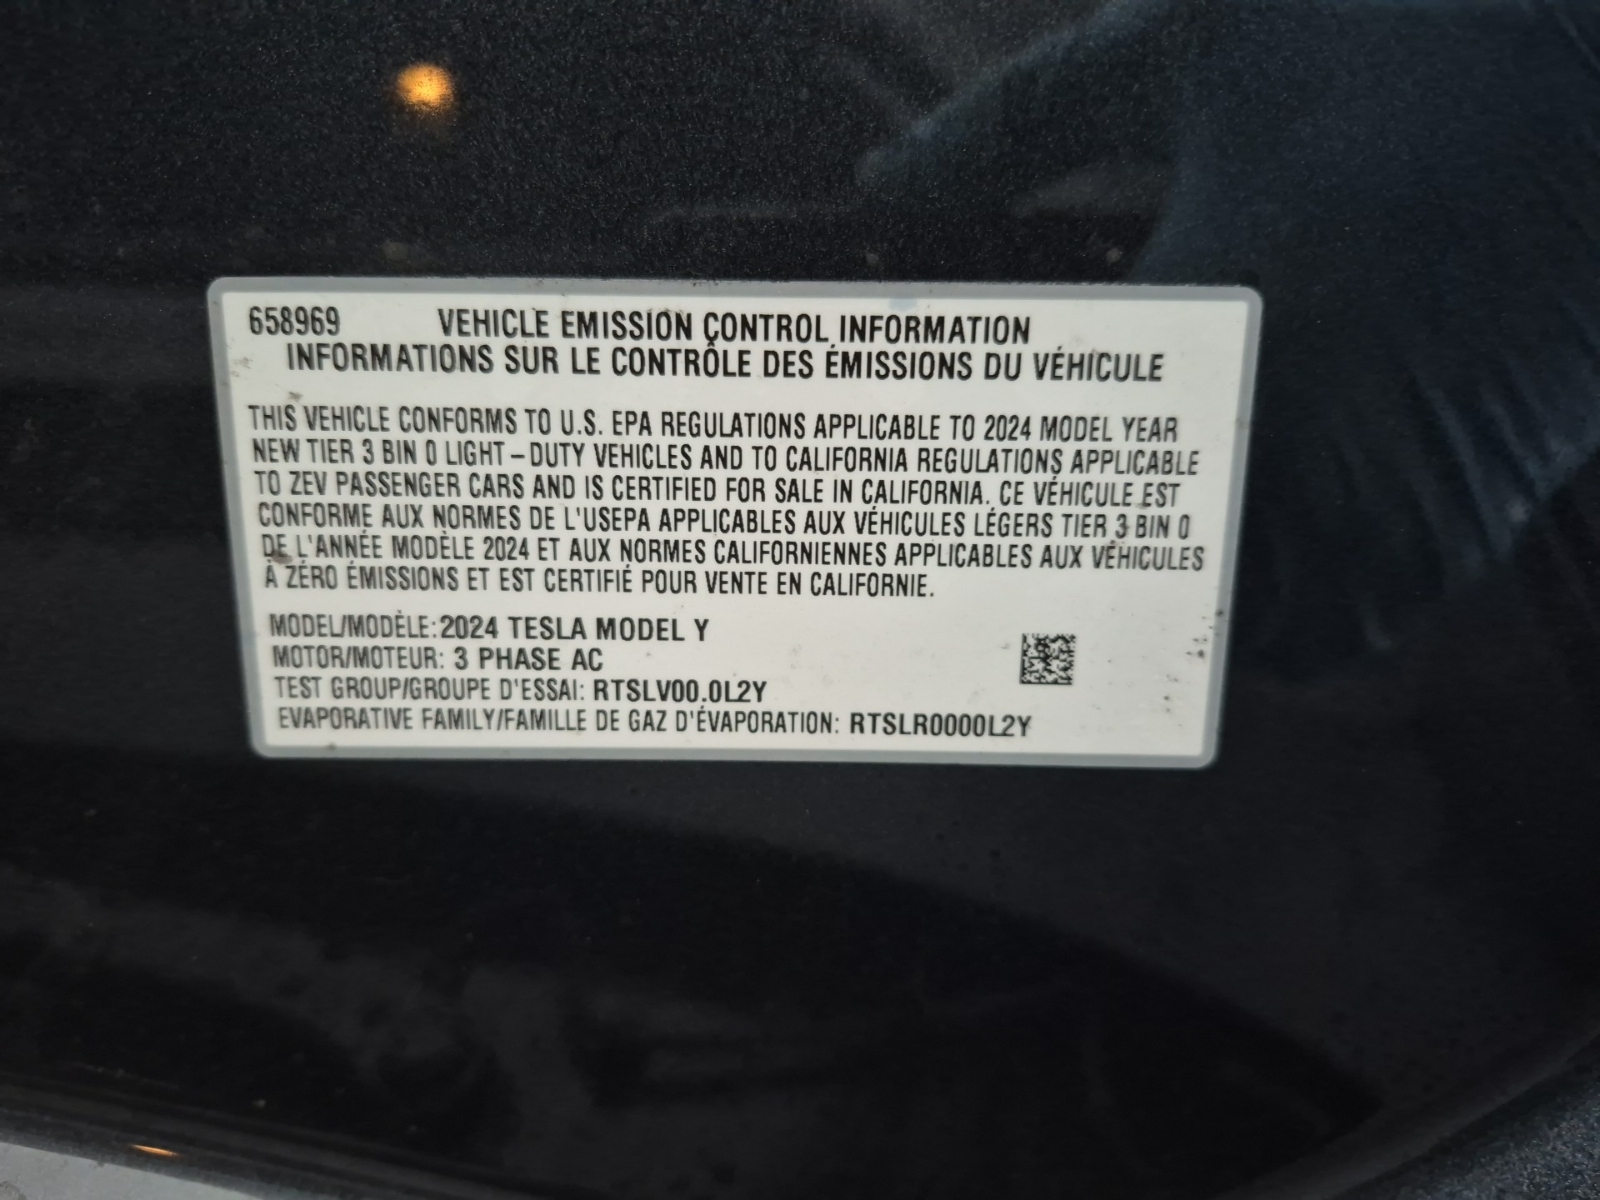 658969 VEHICLE EMISSION CONTROL INFORMATION
INFORMATIONS SUR LE CONTRÔLE DES ÉMISSIONS DU VÉHICULE
THIS VEHICLE CONFORMS TO U.S. EPA REGULATIONS APPLICABLE TO 2024 MODEL YEAR
NEW TIER 3 BIN 0 LIGHT – DUTY VEHICLES AND TO CALIFORNIA REGULATIONS APPLICABLE
TO ZEV PASSENGER CARS AND IS CERTIFIED FOR SALE IN CALIFORNIA. CE VÉHICULE EST
CONFORME AUX NORMES DE L'USEPA APPLICABLES AUX VÉHICULES LÉGERS TIER 3 BIN 0
DE L'ANNÉE MODÈLE 2024 ET AUX NORMES CALIFORNIENNES APPLICABLES AUX VÉHICULES
À ZÉRO ÉMISSIONS ET EST CERTIFIÉ POUR VENTE EN CALIFORNIE.
MODEL/MODÈLE: 2024 TESLA MODEL Y
MOTOR/MOTEUR: 3 PHASE AC
TEST GROUP/GROUPE D'ESSAI: RTSLV00.0L2Y
EVAPORATIVE FAMILY/FAMILLE DE GAZ D'ÉVAPORATION: RTSLR0000L2Y